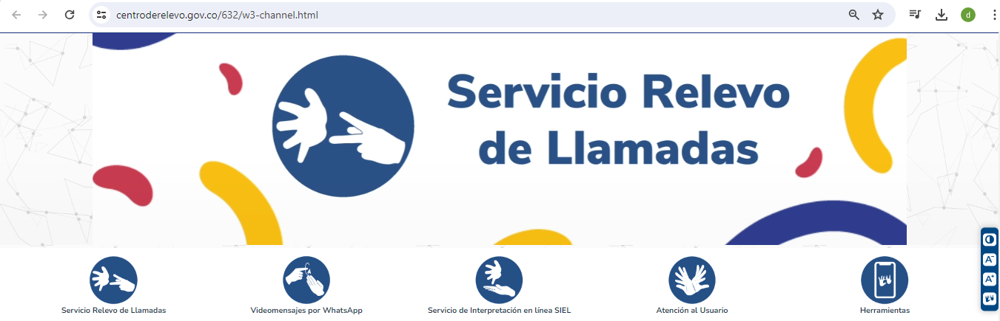 centroderelevo.gov.co/632/w3-channel.html
d
Servicio Relevo
de Llamadas
A-
A+
Servicio Relevo de Llamadas
Videomensajes por WhatsApp
Servicio de Interpretación en línea SIEL
Atención al Usuario
Herramientas